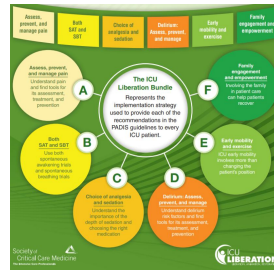 Assess, prevent, and manage pain
Both SAT and SBT
Choice of analgesia and sedation
Delirium: Assess, prevent, and manage
Early mobility and exercise
Family engagement and empowerment
A
Assess, prevent, and manage pain
Understand pain and find tools for its assessment, treatment, and prevention
B
Both SAT and SBT
Use both spontaneous awakening trials and spontaneous breathing trials
C
Choice of analgesia and sedation
Understand the importance of the depth of sedation and choosing the right medication
D
Delirium: Assess, prevent, and manage
Understand delirium risk factors and find tools for its assessment, treatment, and prevention
E
Early mobility and exercise
ICU early mobility involves more than changing the patient's position
F
Family engagement and empowerment
Involving the family in patient care can help patients recover
The ICU Liberation Bundle
Represents the implementation strategy used to provide each of the recommendations in the PADIS guidelines to every ICU patient.
Society of
Critical Care Medicine
The Intensive Care Professionals
ICU
LIBERATION